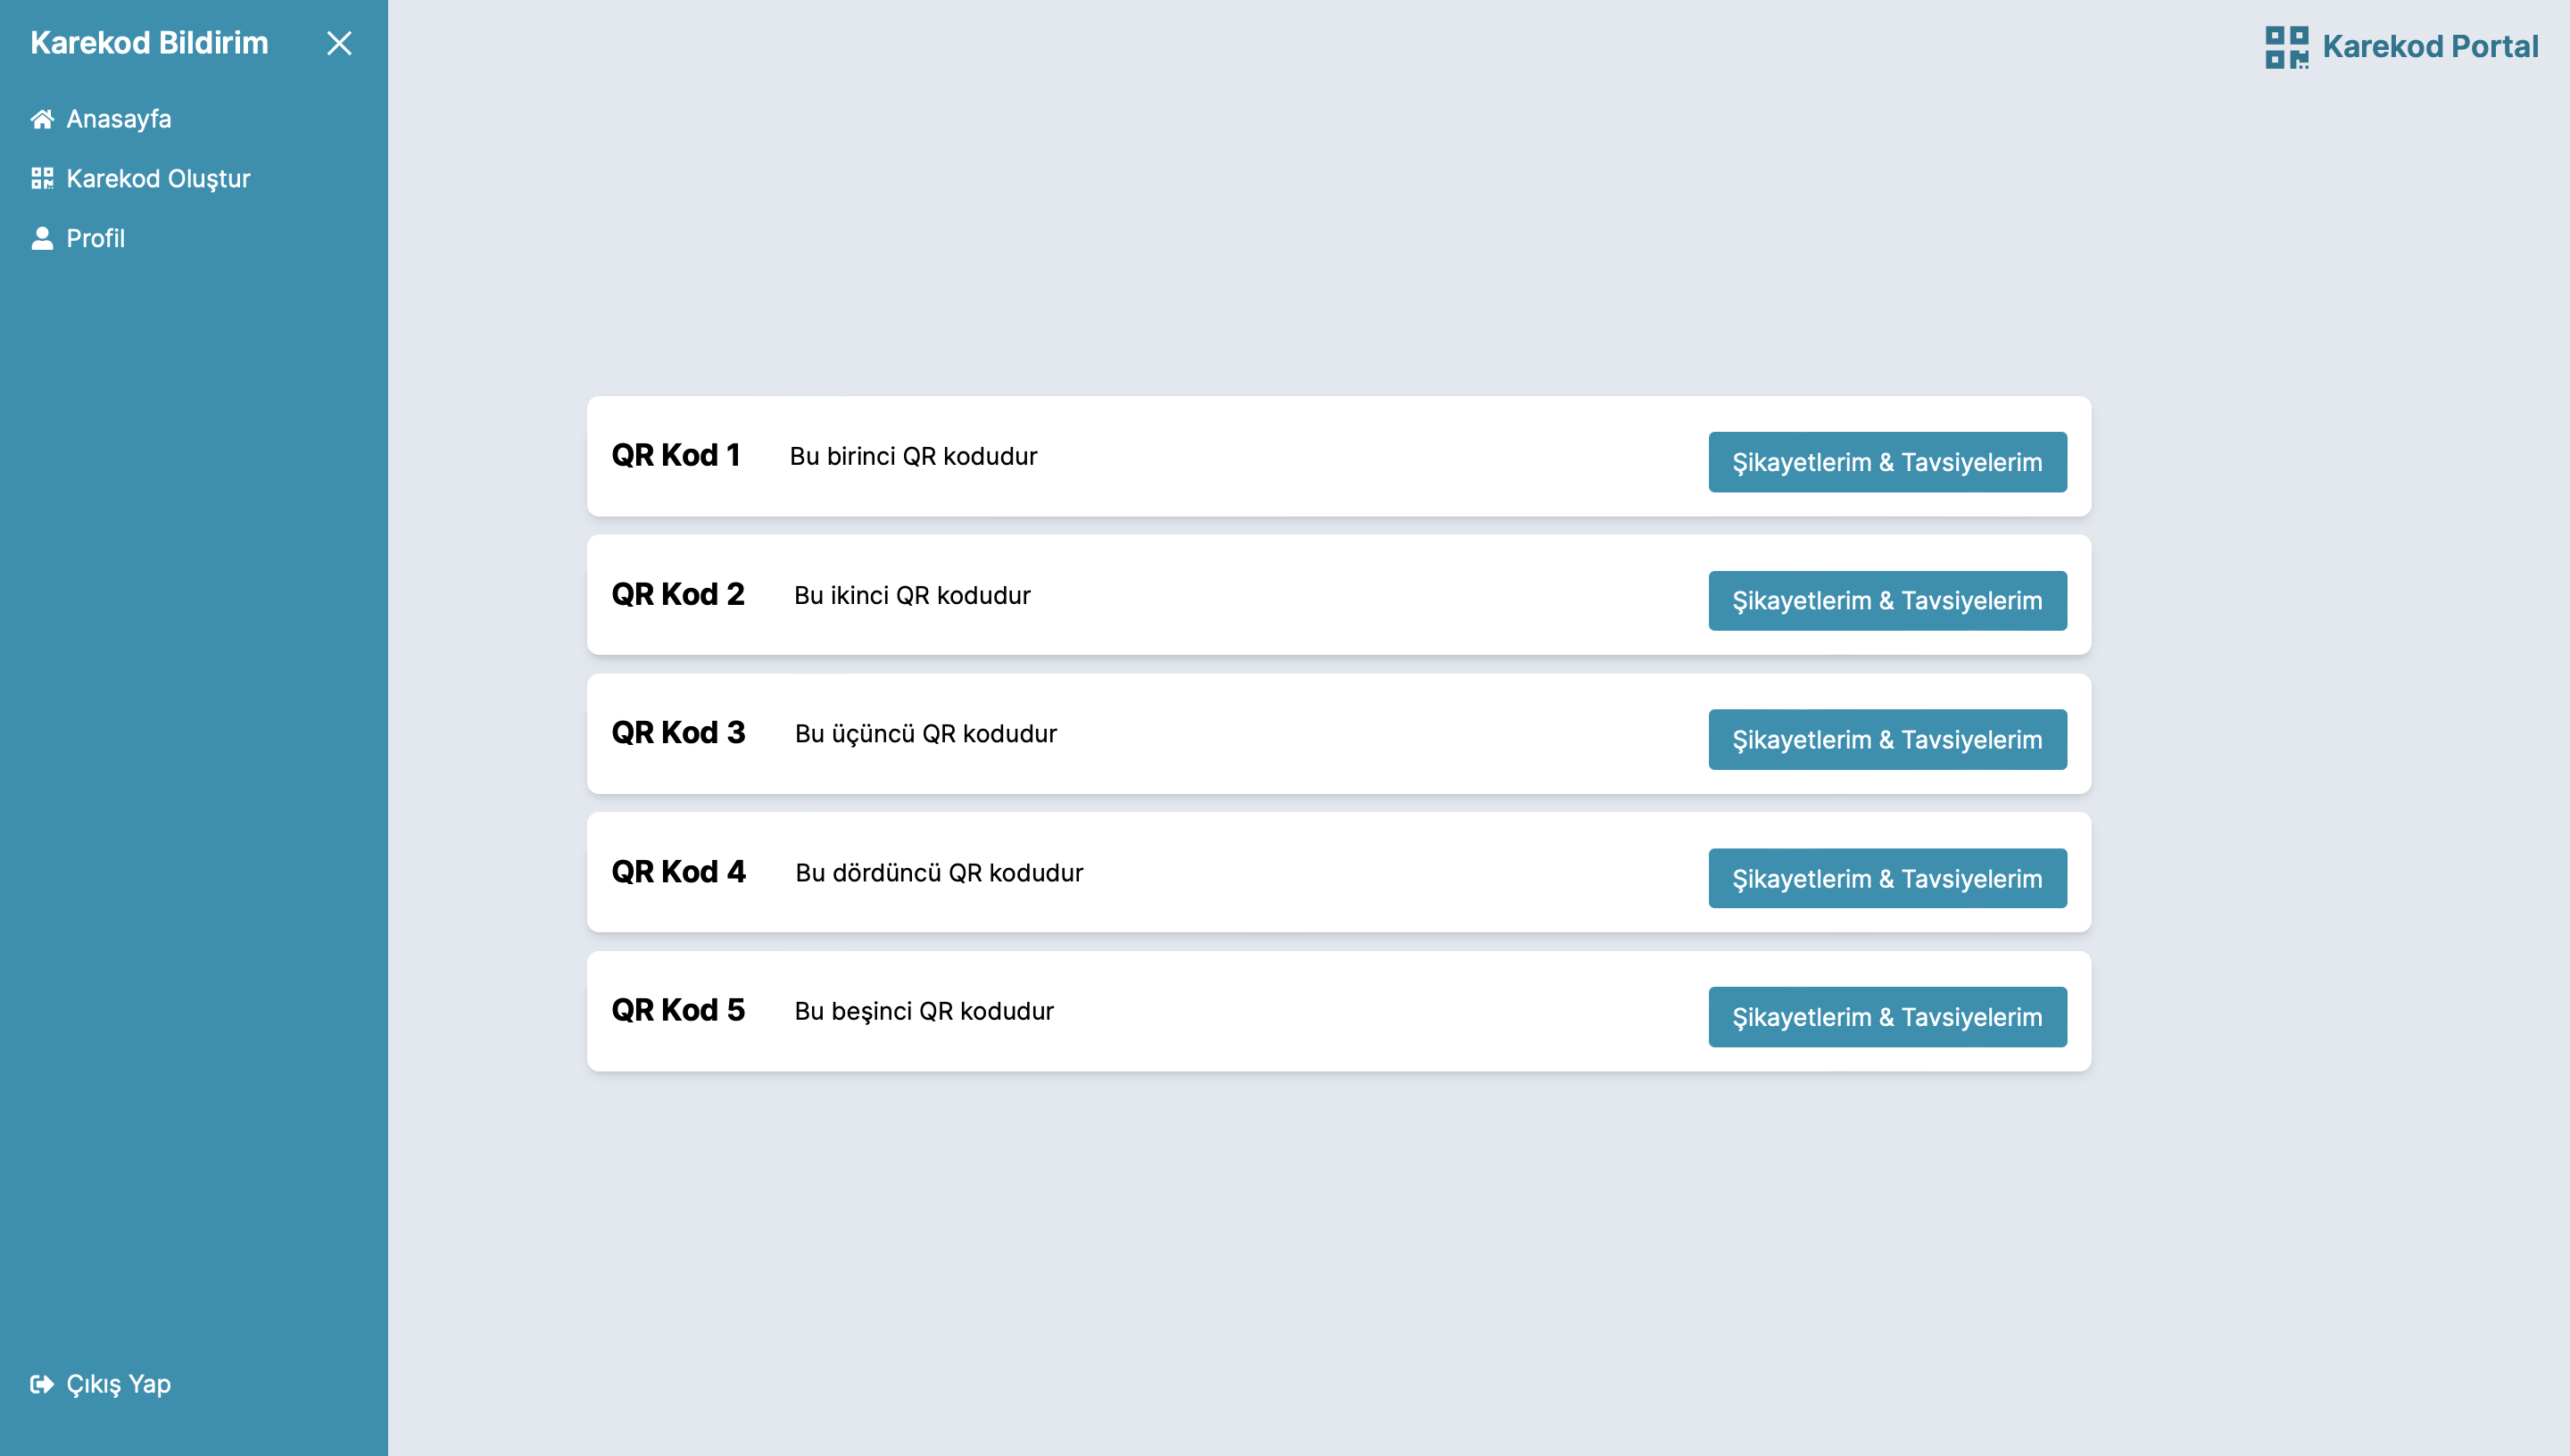 Karekod Bildirim
Anasayfa
Karekod Oluştur
Profil
Çıkış Yap
Karekod Portal
QR Kod 1 Bu birinci QR kodudur Şikayetlerim & Tavsiyelerim
QR Kod 2 Bu ikinci QR kodudur Şikayetlerim & Tavsiyelerim
QR Kod 3 Bu üçüncü QR kodudur Şikayetlerim & Tavsiyelerim
QR Kod 4 Bu dördüncü QR kodudur Şikayetlerim & Tavsiyelerim
QR Kod 5 Bu beşinci QR kodudur Şikayetlerim & Tavsiyelerim